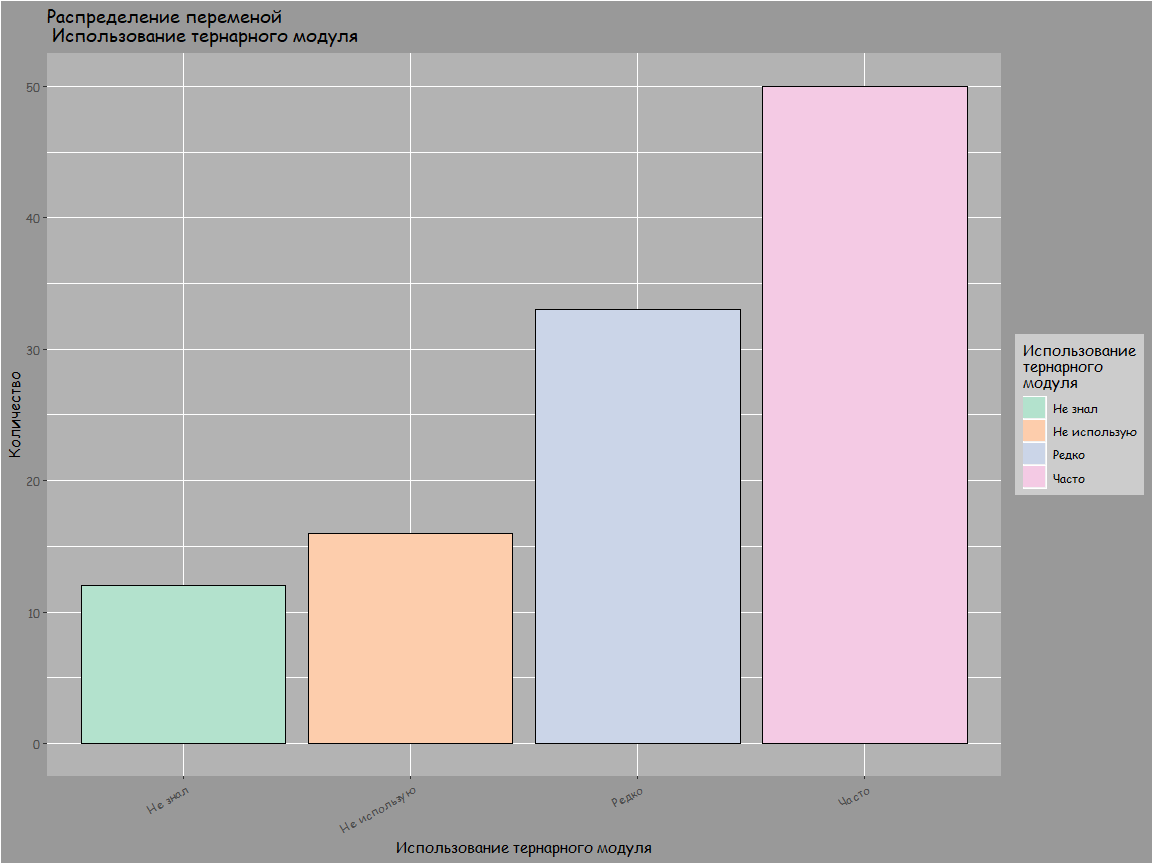 Распределение переменой
Использование тернарного модуля
50
40
30
20
10
0
Количество
Не знал
Не использую
Редко
Часто
Использование тернарного модуля
Использование
тернарного
модуля
Не знал
Не использую
Редко
Часто